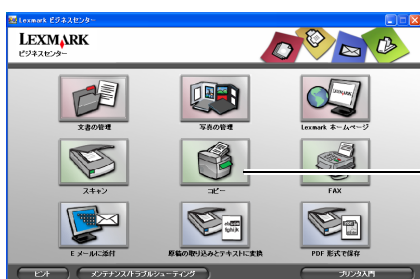 Lexmark ビジネスセンター
LEXMARK
ビジネスセンター
文書の管理
写真の管理
Lexmark ホームページ
スキャン
コピー
FAX
E メールに添付
原稿の取り込みとテキストに変換
PDF 形式で保存
ヒント
メンテナンス/トラブルシューティング
プリンタ入門